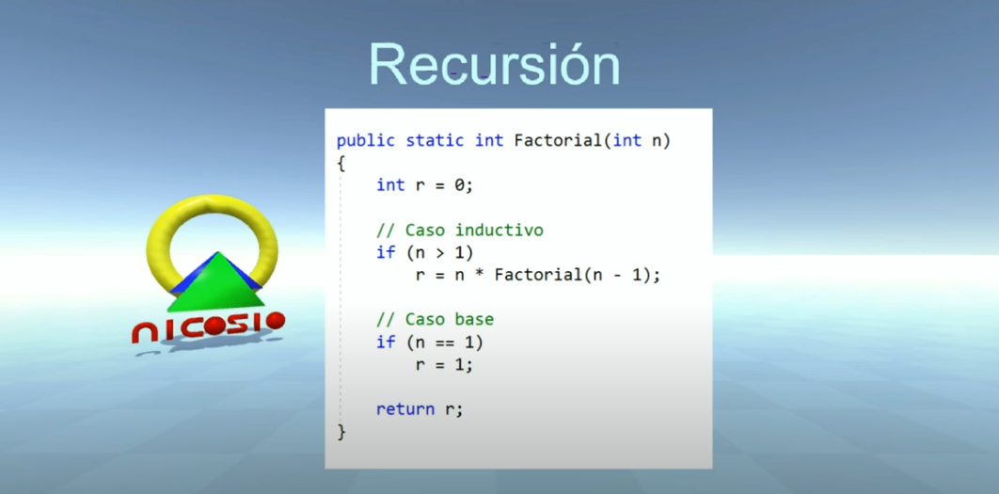 Recursión
public static int Factorial(int n)
{
int r = 0;
// Caso inductivo
if (n > 1)
r = n * Factorial(n - 1);
// Caso base
if (n == 1)
r = 1;
return r;
}
nicosio